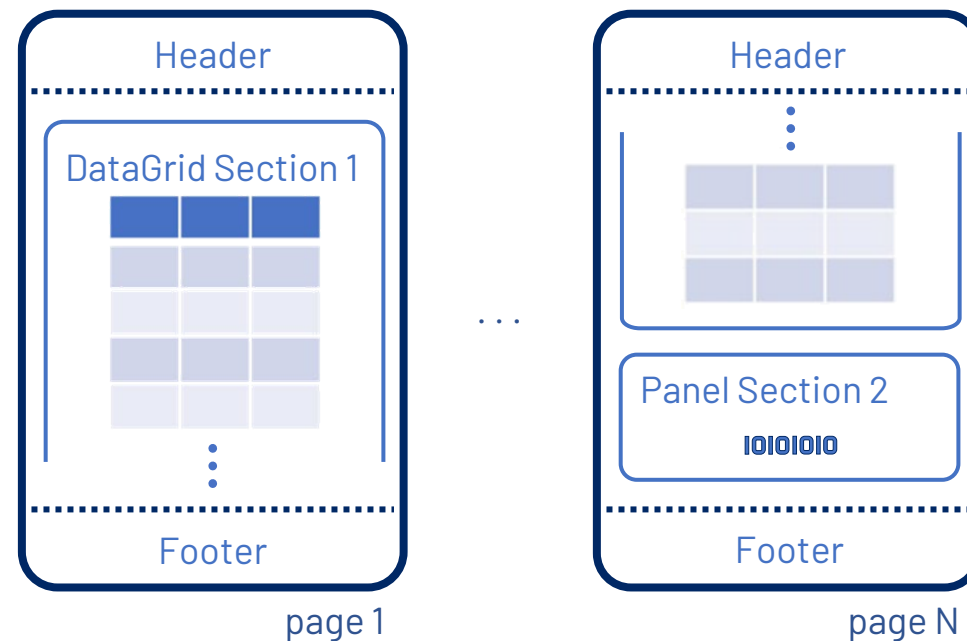 Header
DataGrid Section 1
Footer
page 1
. . .
Header
Panel Section 2
10101010
Footer
page N